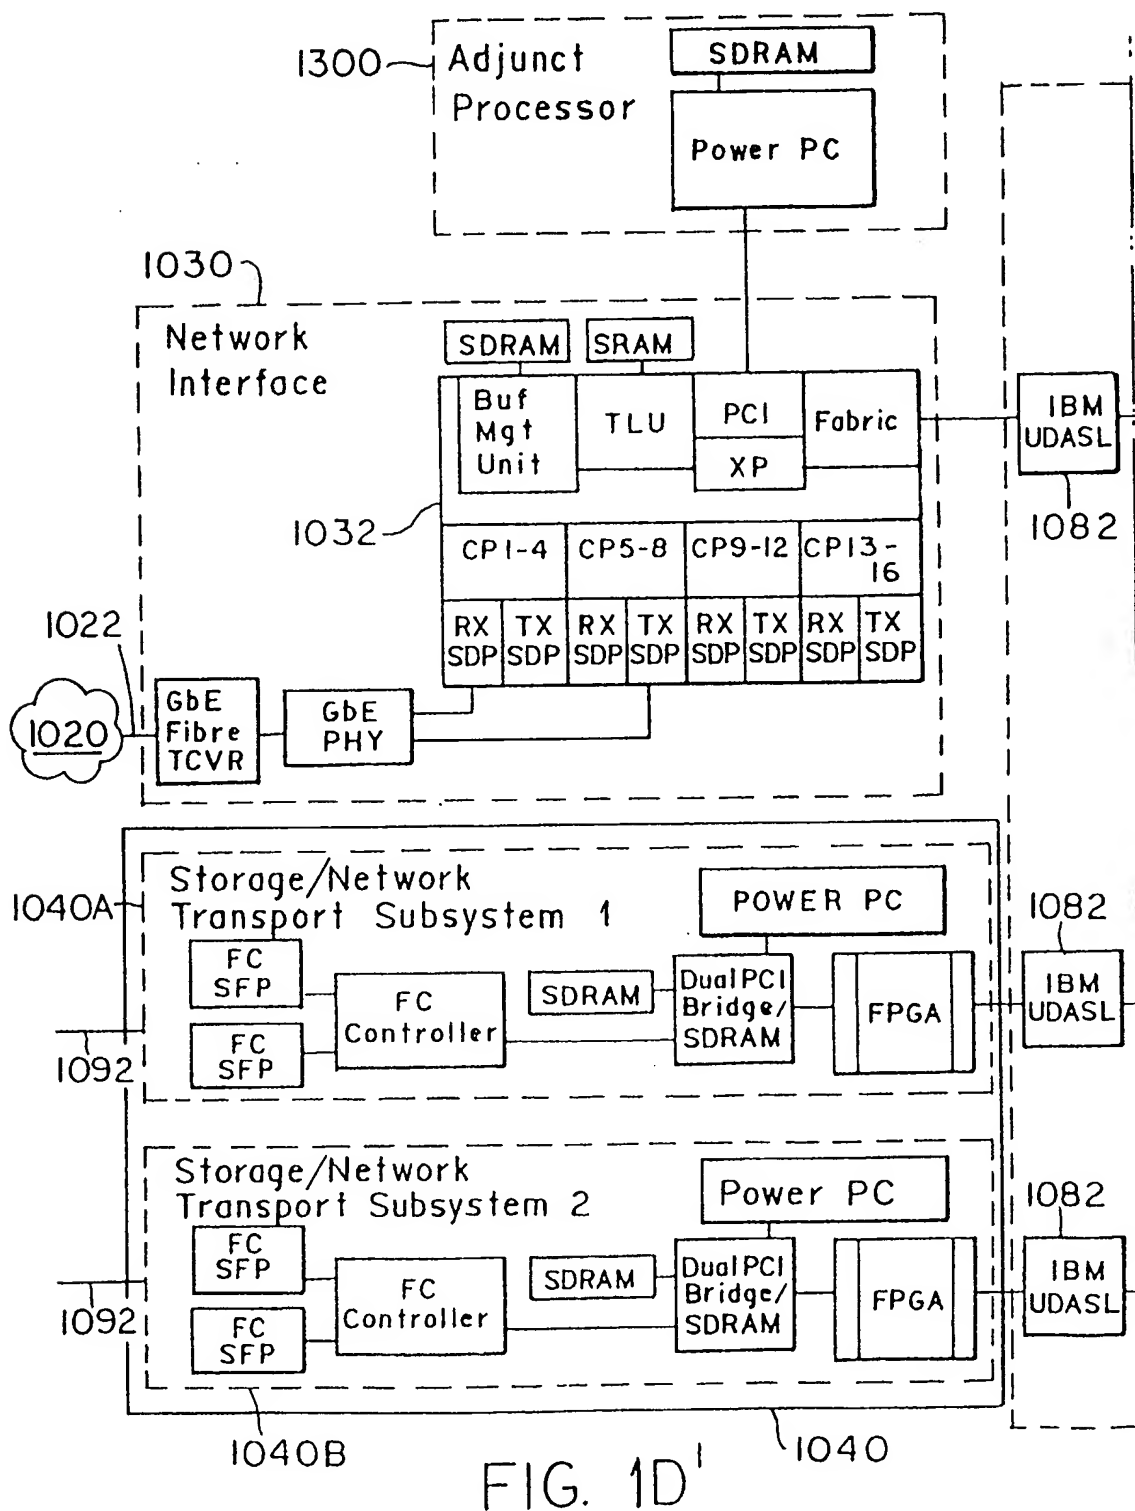 1300
Adjunct
Processor
SDRAM
Power PC
1030
Network
Interface
SDRAM
SRAM
Buf
Mgt
Unit
TLU
PCI
XP
Fabric
IBM
UDASL
1082
1032
CP1-4
CP5-8
CP9-12
CP13-
16
RX
SDP
TX
SDP
RX
SDP
TX
SDP
RX
SDP
TX
SDP
RX
SDP
TX
SDP
1022
1020
GbE
Fibre
TCVR
GbE
PHY
1040A
Storage/Network
Transport Subsystem 1
POWER PC
1082
FC
SFP
FC
SFP
FC
Controller
SDRAM
Dual PCI
Bridge/
SDRAM
FPGA
IBM
UDASL
1092
Storage/Network
Transport Subsystem 2
Power PC
1082
FC
SFP
FC
SFP
FC
Controller
SDRAM
Dual PCI
Bridge/
SDRAM
FPGA
IBM
UDASL
1092
1040B
1040
FIG. 1D'